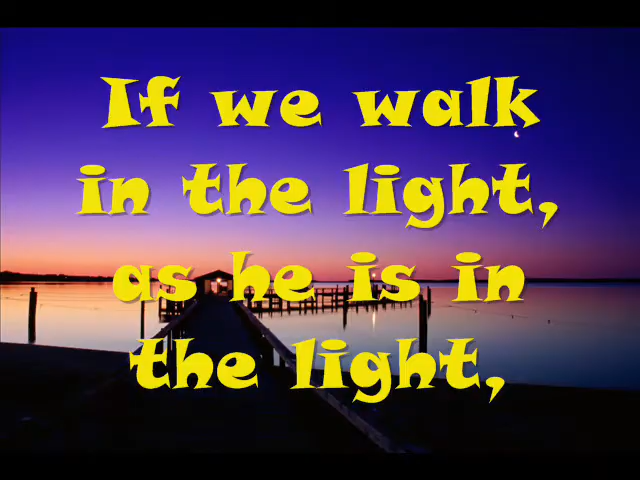 If we walk
in the light,
as he is in
the light,